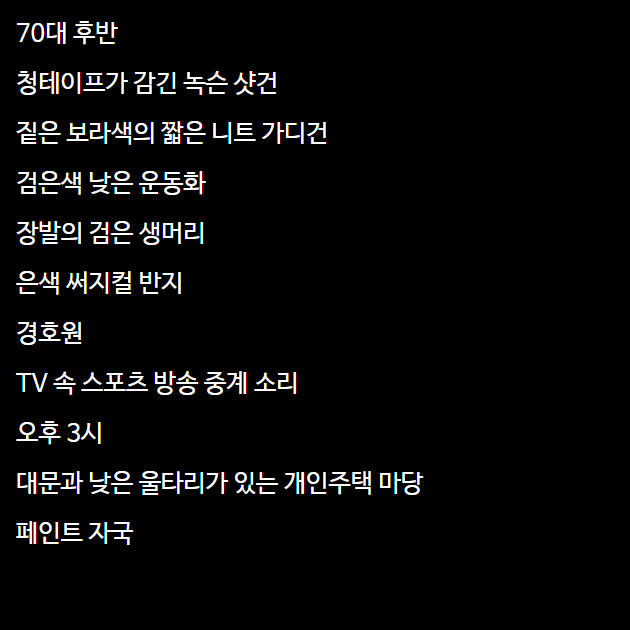 70대 후반
청테이프가 감긴 녹슨 샷건
짙은 보라색의 짧은 니트 가디건
검은색 낮은 운동화
장발의 검은 생머리
은색 써지컬 반지
경호원
TV 속 스포츠 방송 중계 소리
오후 3시
대문과 낮은 울타리가 있는 개인주택 마당
페인트 자국